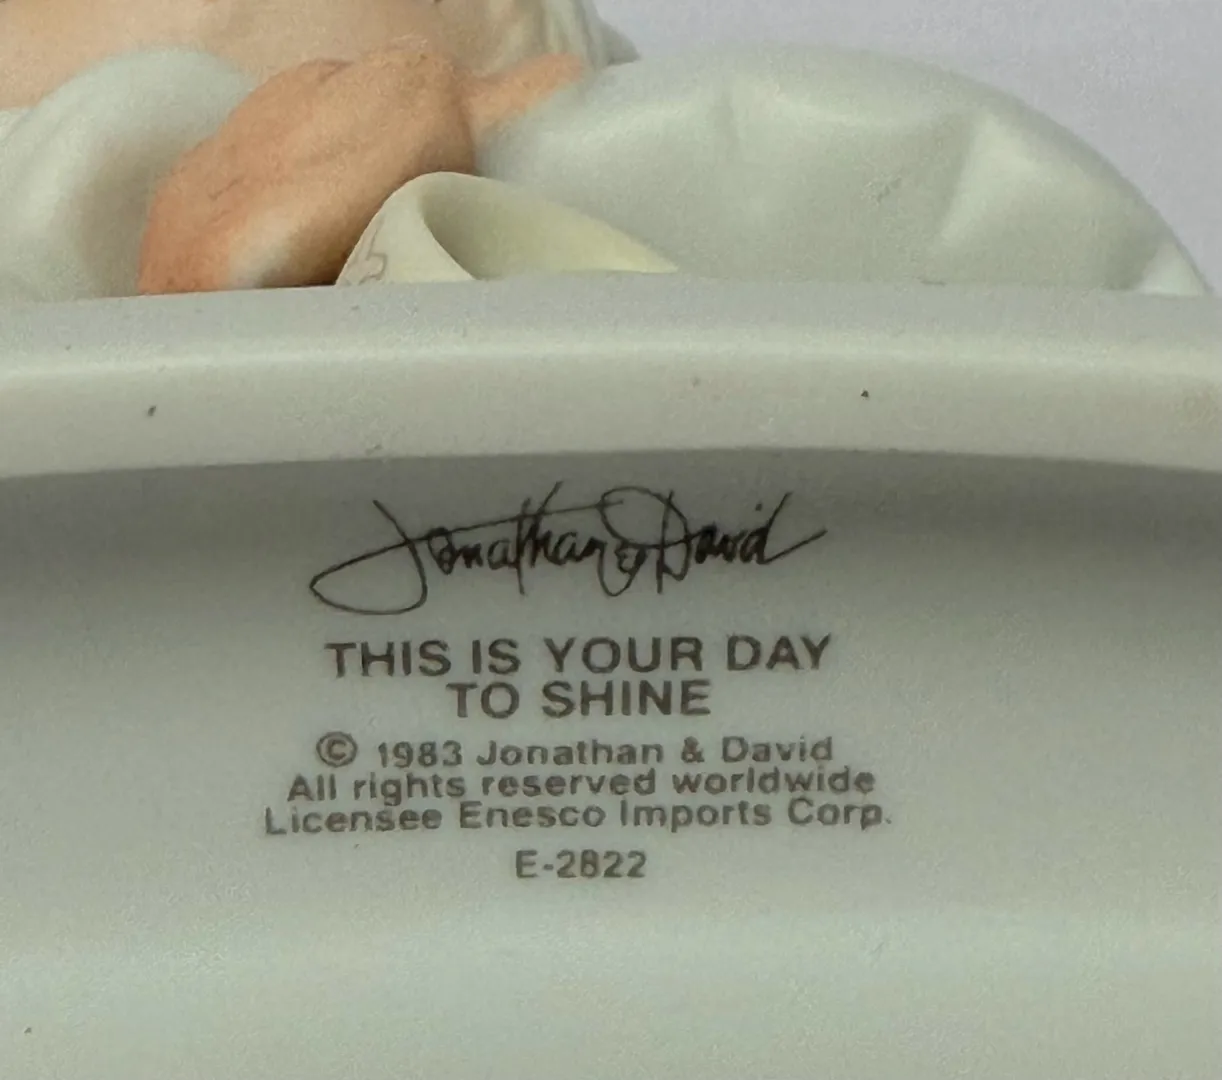 Jonathan & David
THIS IS YOUR DAY
TO SHINE
© 1983 Jonathan & David
All rights reserved worldwide
Licensee Enesco Imports Corp.
E-2822